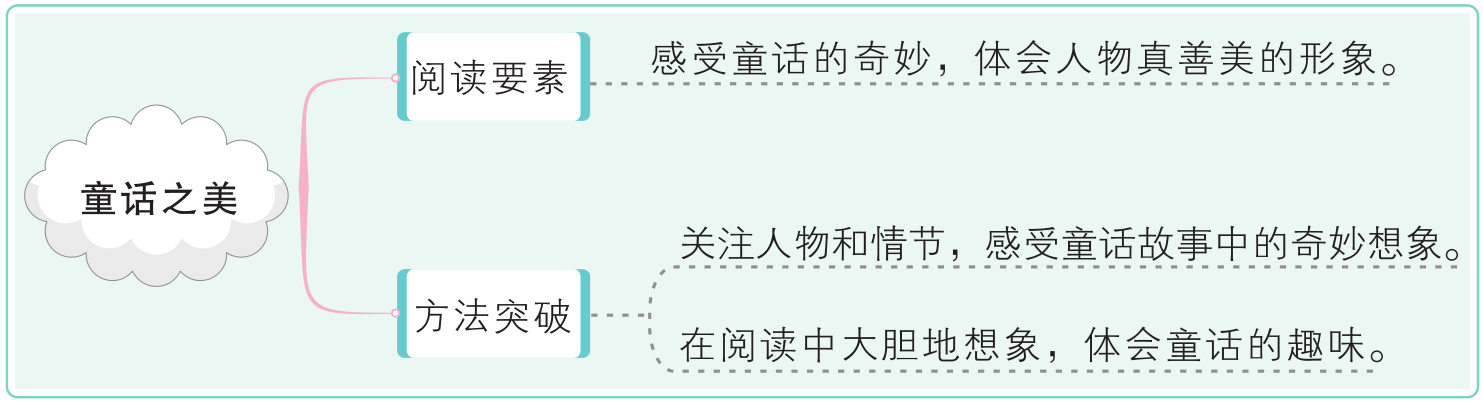 童话之美
阅读要素
感受童话的奇妙，体会人物真善美的形象。
方法突破
关注人物和情节，感受童话故事中的奇妙想象。
在阅读中大胆地想象，体会童话的趣味。